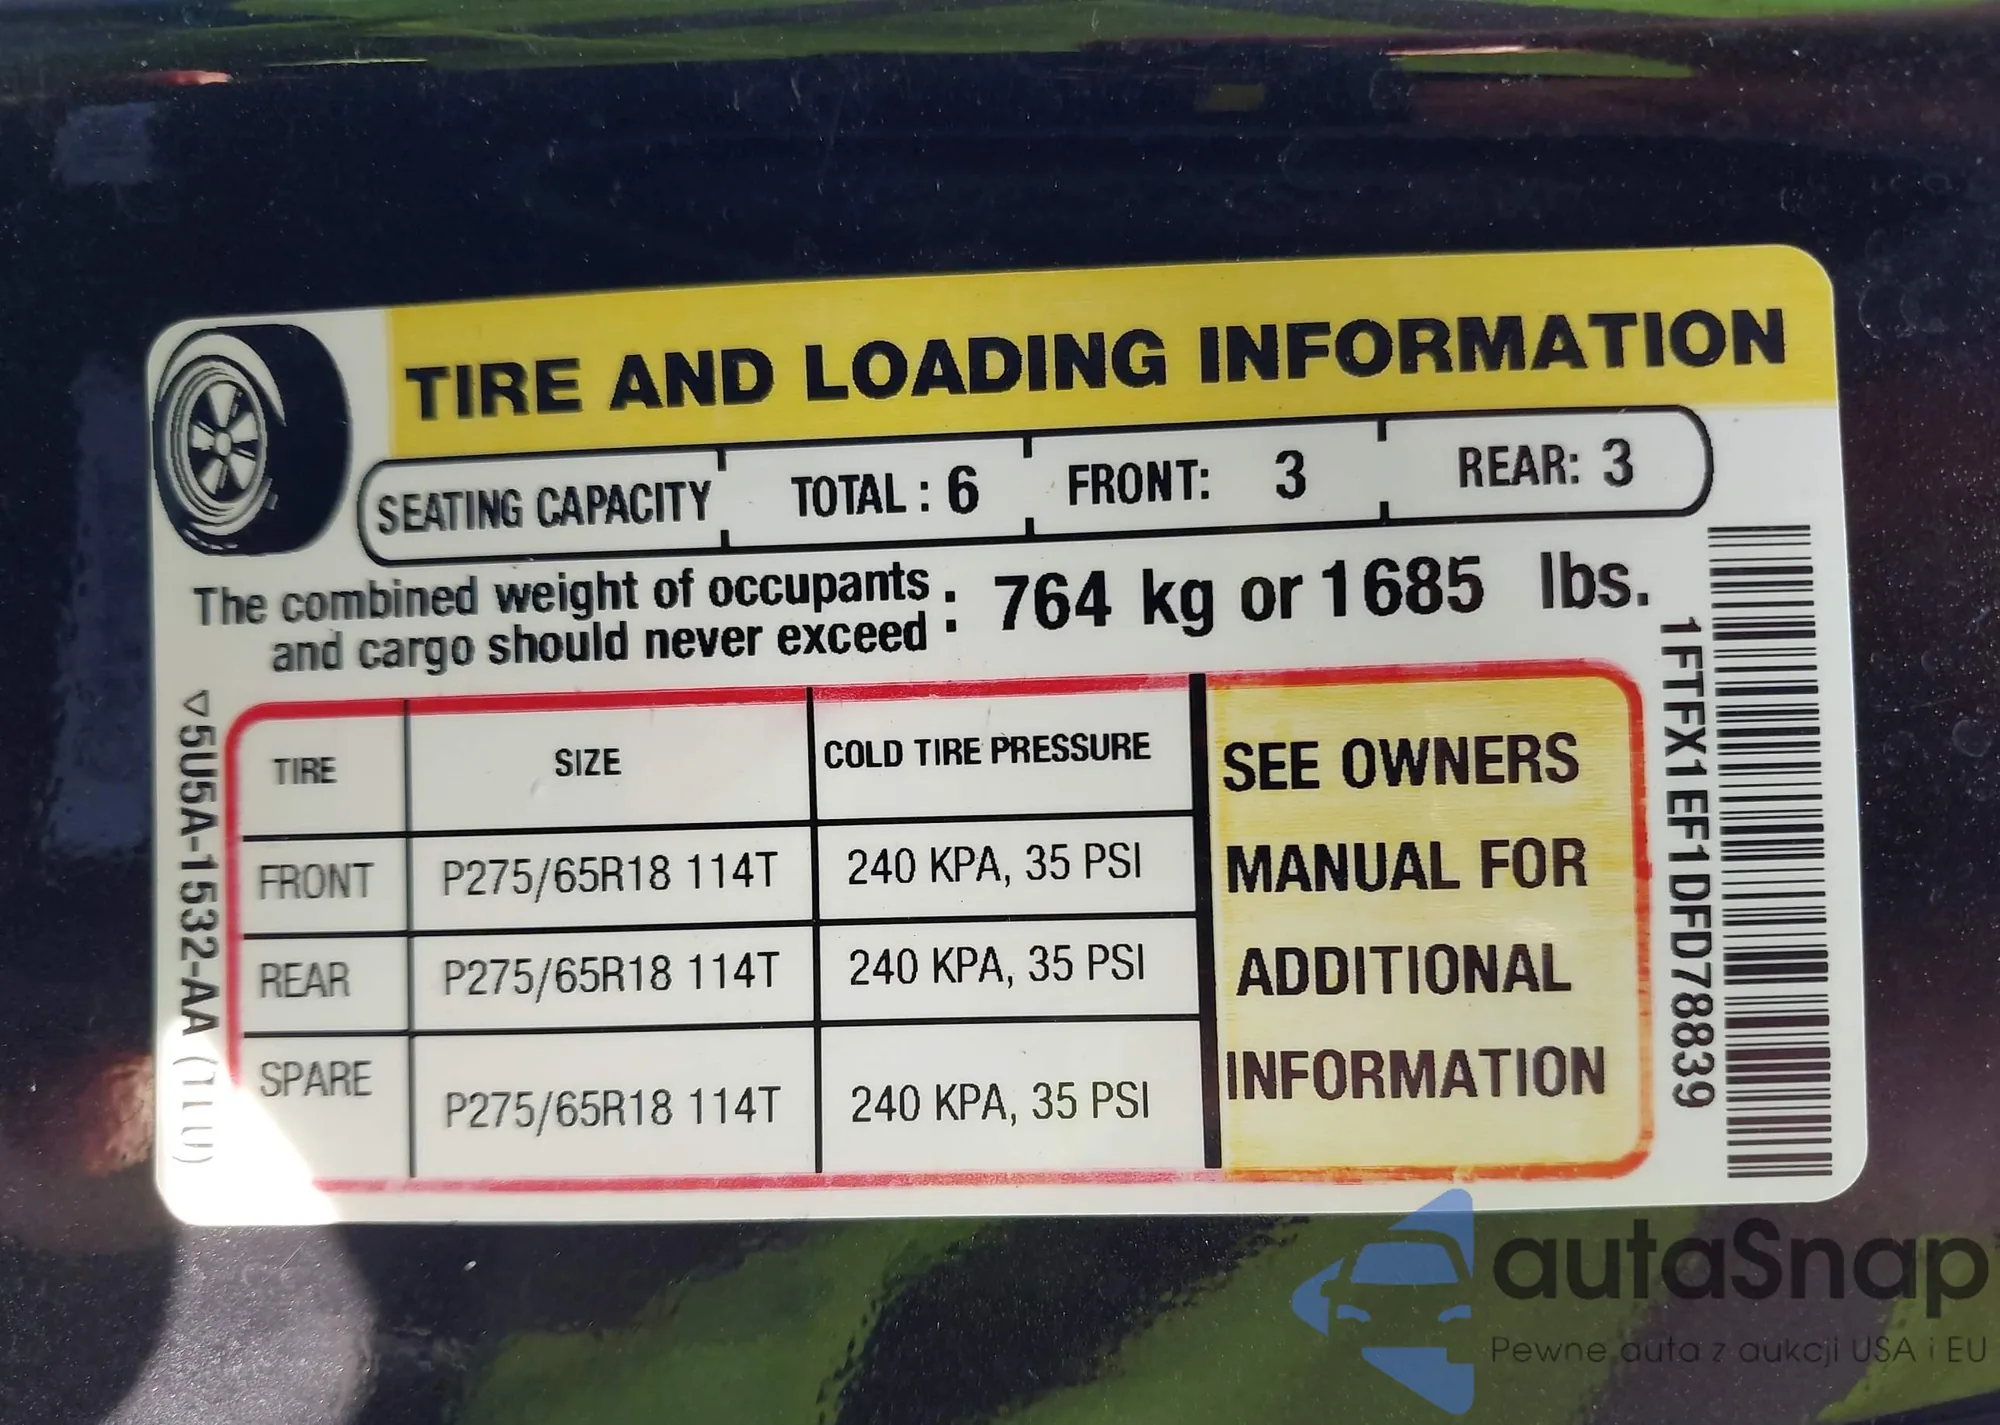 TIRE AND LOADING INFORMATION
SEATING CAPACITY TOTAL : 6 FRONT: 3 REAR: 3
The combined weight of occupants
and cargo should never exceed : 764 kg or 1685 lbs.
TIRE SIZE COLD TIRE PRESSURE
FRONT P275/65R18 114T 240 KPA, 35 PSI
REAR P275/65R18 114T 240 KPA, 35 PSI
SPARE P275/65R18 114T 240 KPA, 35 PSI
SEE OWNERS
MANUAL FOR
ADDITIONAL
INFORMATION
5U5A-1532-AA
1FTFX1EF1DFD78839
autaSnap
Pewne auta z aukcji USA i EU